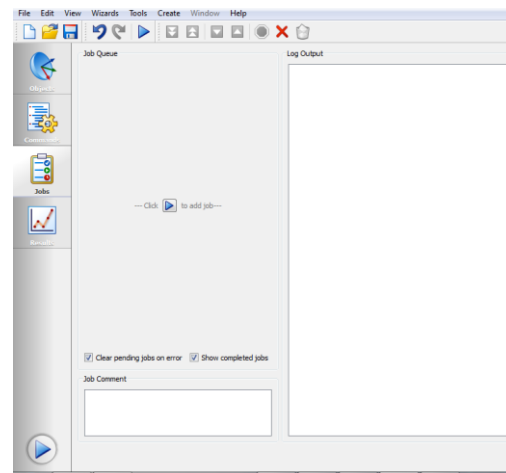 File Edit View Wizards Tools Create Window Help
Job Queue
Log Output
Objects
Jobs
Results
--- Click to add job---
Clear pending jobs on error Show completed jobs
Job Comment